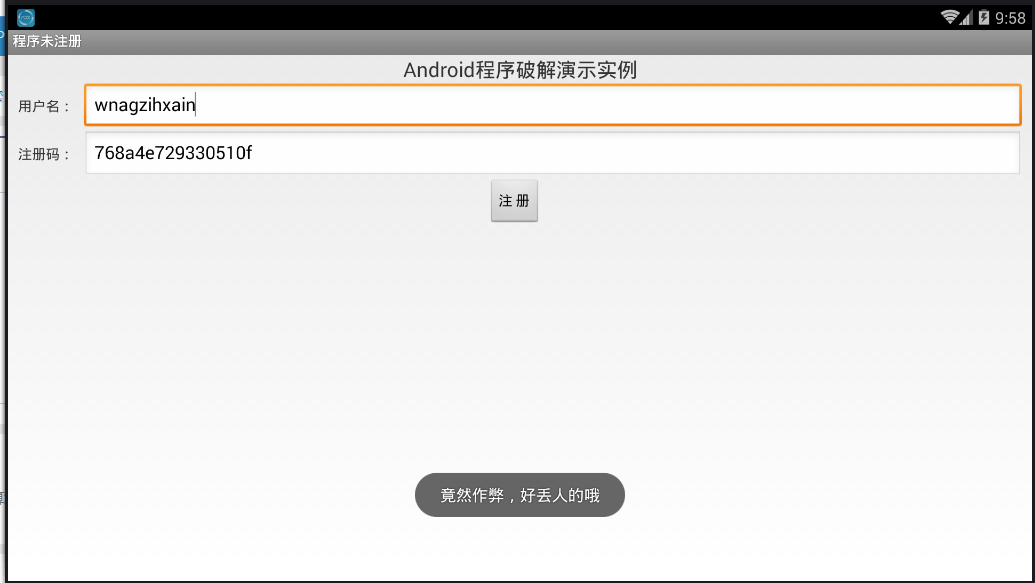 9:58
程序未注册
Android程序破解演示实例
用户名： wnagzihxain
注册码： 768a4e729330510f
注 册
竟然作弊，好丢人的哦